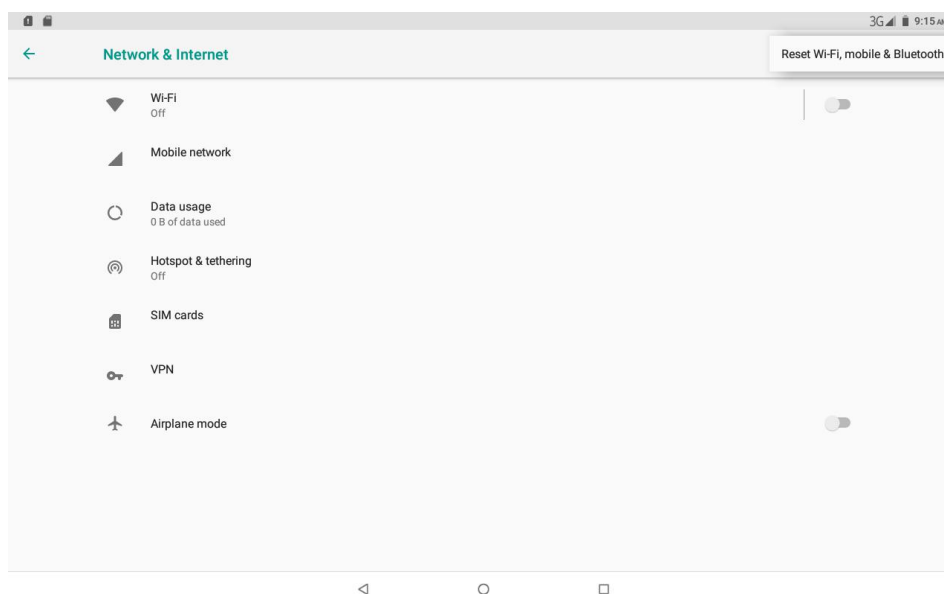 3G 9:15 AM
Network & Internet
Reset Wi-Fi, mobile & Bluetooth
Wi-Fi
Off
Mobile network
Data usage
0 B of data used
Hotspot & tethering
Off
SIM cards
VPN
Airplane mode